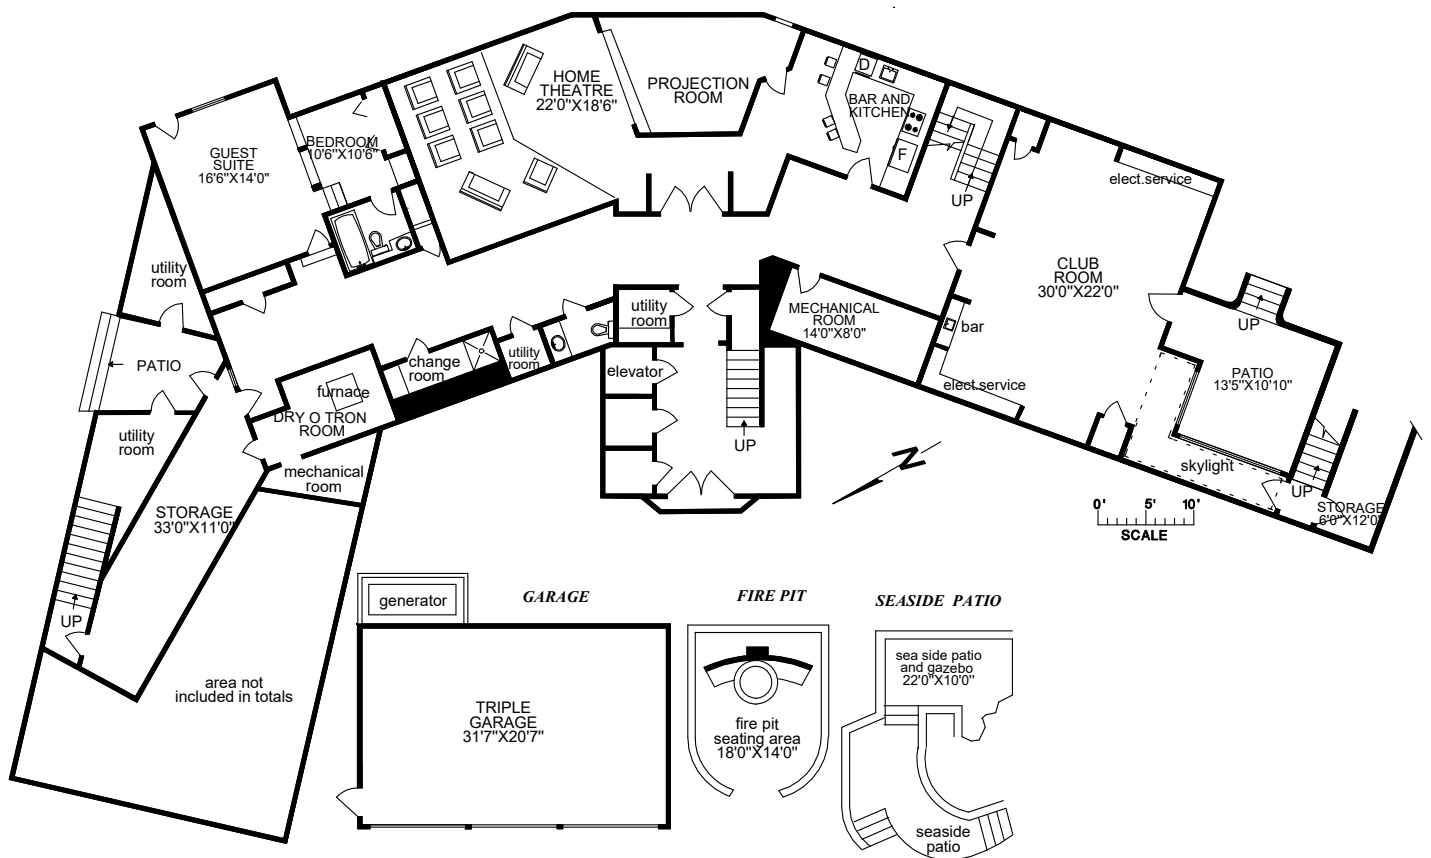 HOME
THEATRE
22'0"X18'6"
PROJECTION
ROOM
D
BAR AND
KITCHEN
F
UP
BEDROOM
10'6"X10'6"
GUEST
SUITE
16'6"X14'0"
elect.service
CLUB
ROOM
30'0"X22'0"
utility
room
MECHANICAL
ROOM
14'0"X8'0"
bar
UP
utility
room
PATIO
change
room
utility
room
elevator
PATIO
13'5"X10'10"
elect.service
furnace
DRY O TRON
ROOM
utility
room
UP
N
mechanical
room
skylight
UP
STORAGE
6'0"X12'0"
0' 5' 10'
SCALE
STORAGE
33'0"X11'0"
UP
area not
included in totals
generator
GARAGE
TRIPLE
GARAGE
31'7"X20'7"
FIRE PIT
fire pit
seating area
18'0"X14'0"
SEASIDE PATIO
sea side patio
and gazebo
22'0"X10'0"
seaside
patio